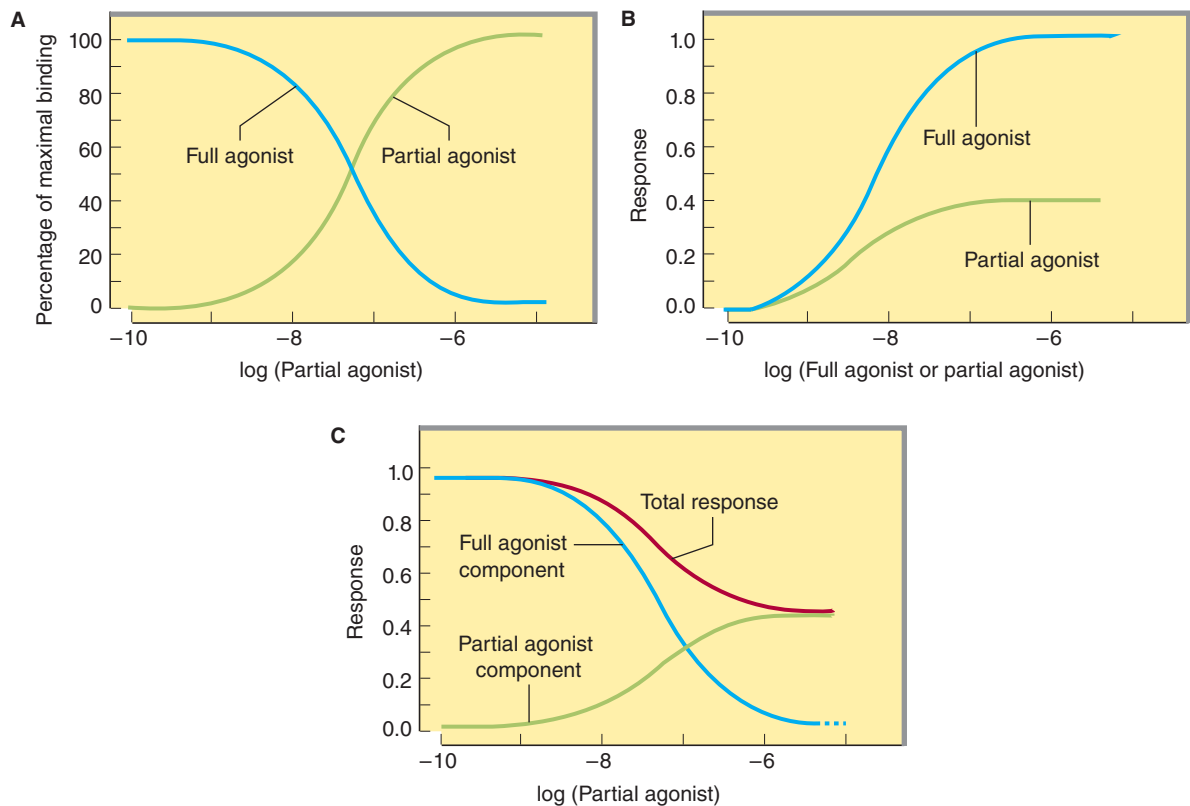 A
Percentage of maximal binding
100
80
60
40
20
0
Full agonist
Partial agonist
−10
−8
−6
log (Partial agonist)
B
Response
1.0
0.8
0.6
0.4
0.2
0.0
Full agonist
Partial agonist
−10
−8
−6
log (Full agonist or partial agonist)
C
Response
1.0
0.8
0.6
0.4
0.2
0.0
Total response
Full agonist
component
Partial agonist
component
−10
−8
−6
log (Partial agonist)